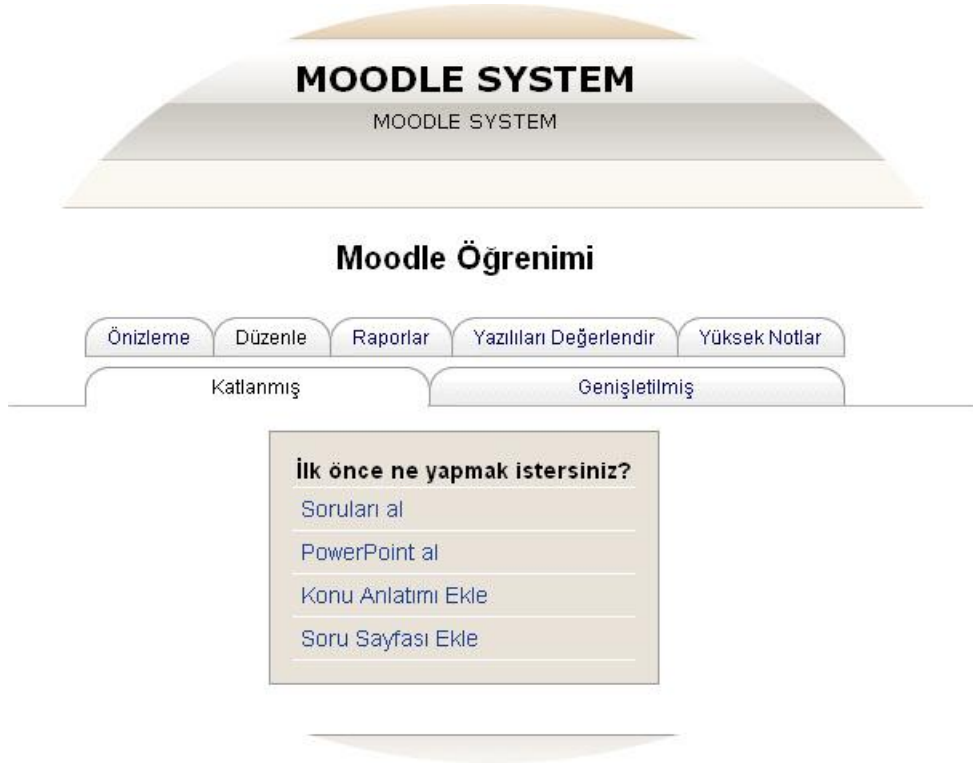 MOODLE SYSTEM
MOODLE SYSTEM
Moodle Öğrenimi
Önizleme Düzenle Raporlar Yazılıları Değerlendir Yüksek Notlar
Katlanmış Genişletilmiş
İlk önce ne yapmak istersiniz?
Soruları al
PowerPoint al
Konu Anlatımı Ekle
Soru Sayfası Ekle